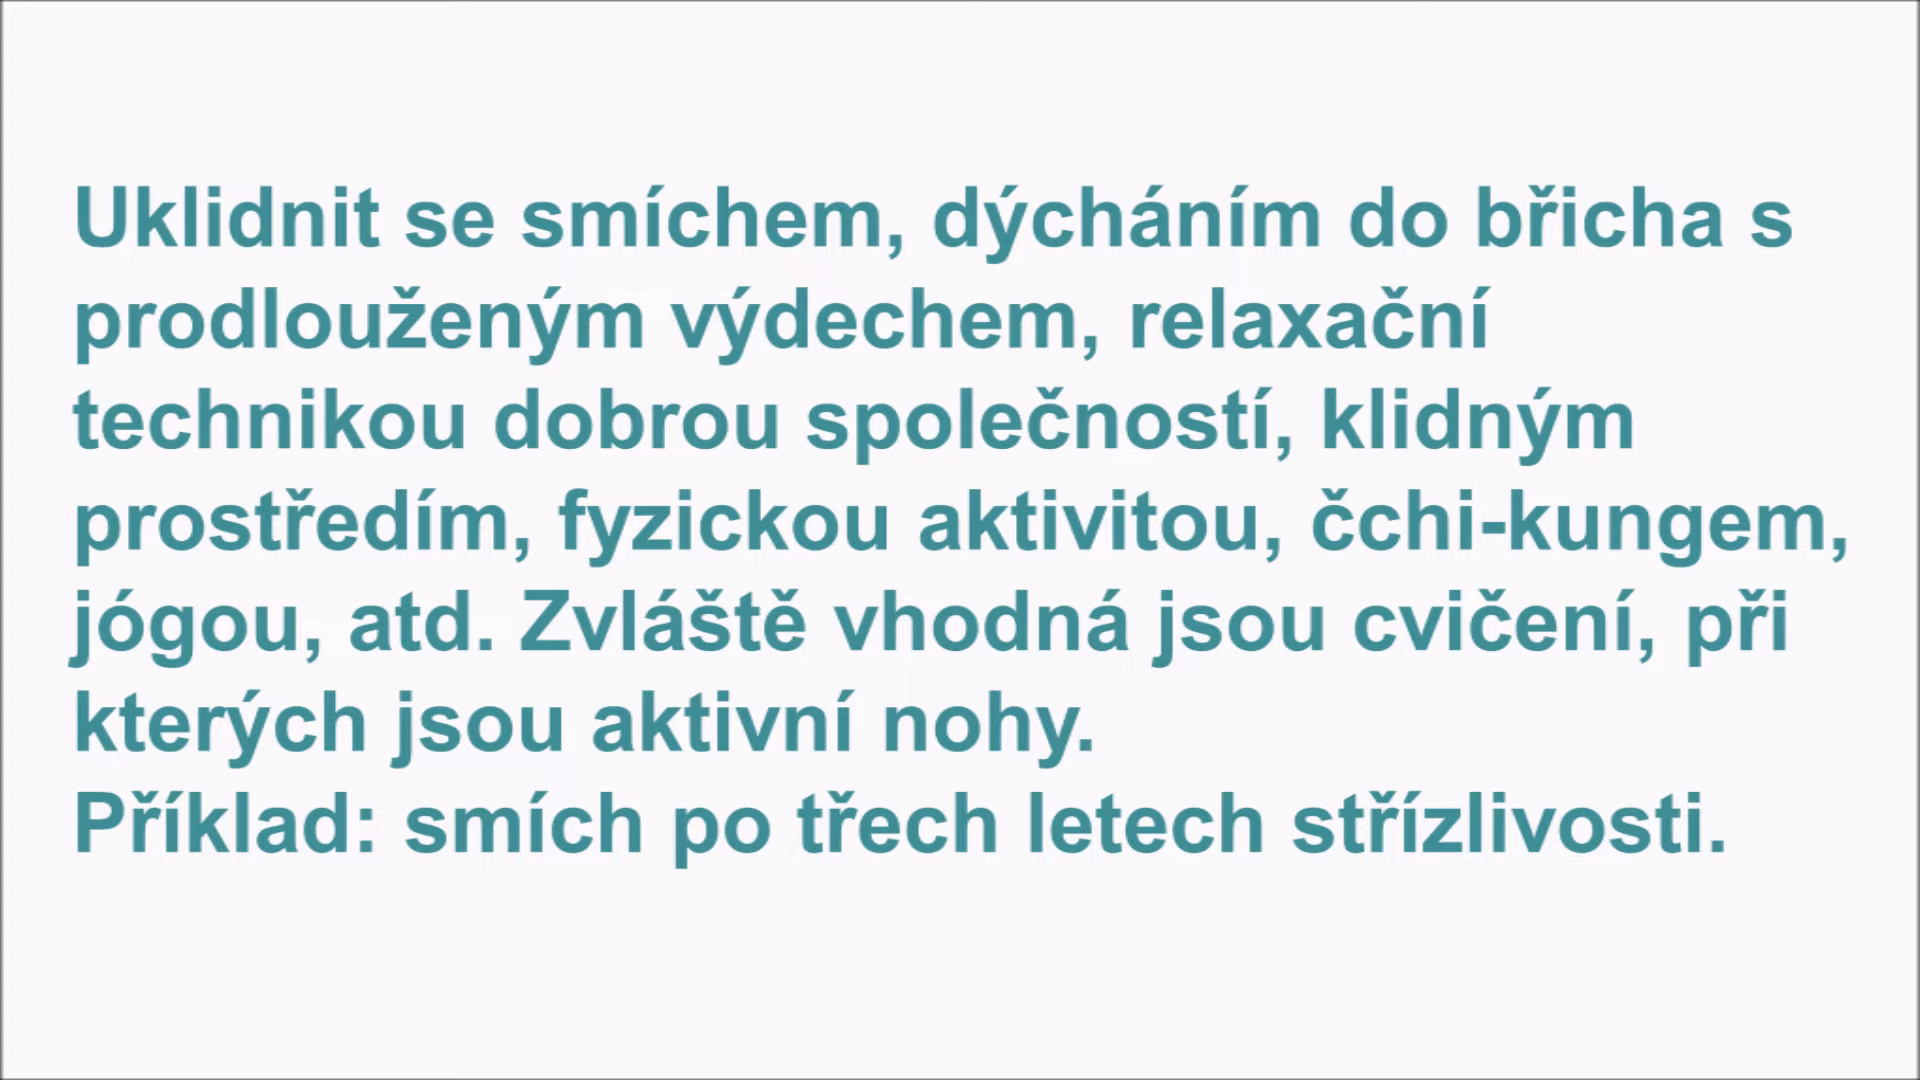 Uklidnit se smíchem, dýcháním do břicha s
prodlouženým výdechem, relaxační
technikou dobrou společností, klidným
prostředím, fyzickou aktivitou, čchi-kungem,
jógou, atd. Zvláště vhodná jsou cvičení, při
kterých jsou aktivní nohy.
Příklad: smích po třech letech střízlivosti.